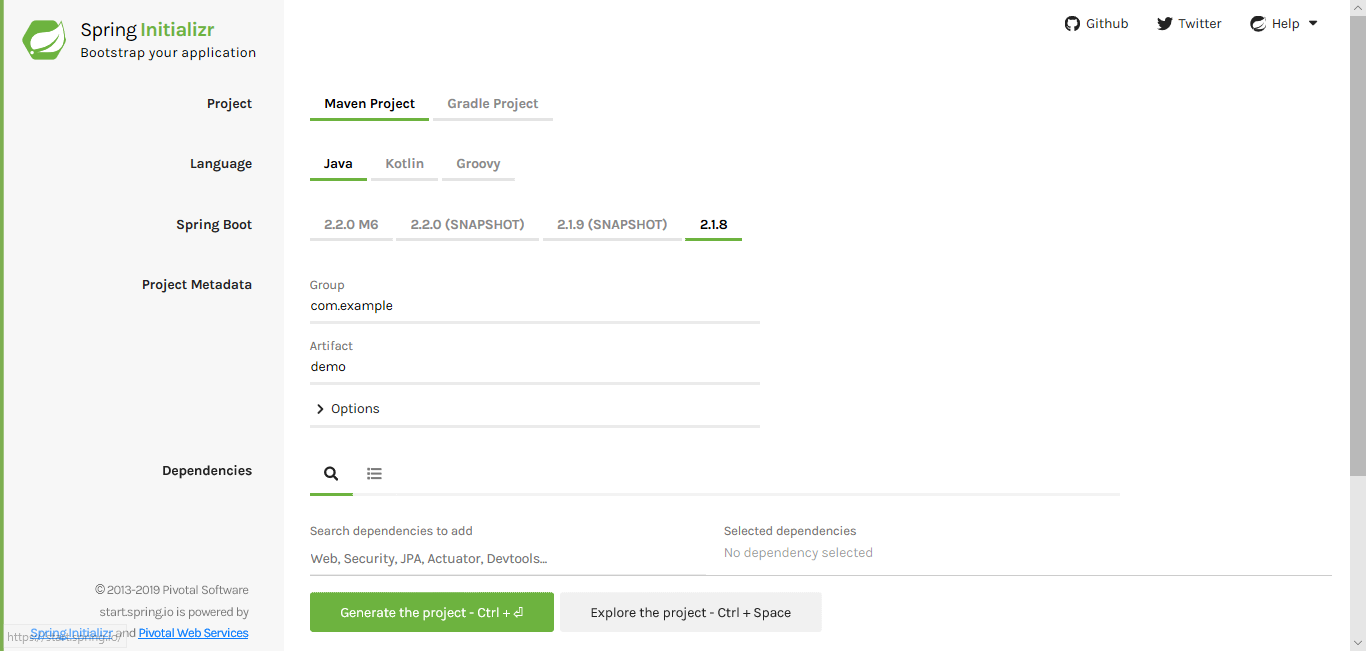 Spring Initializr
Bootstrap your application
Github Twitter Help
Project
Maven Project Gradle Project
Language
Java Kotlin Groovy
Spring Boot
2.2.0 M6 2.2.0 (SNAPSHOT) 2.1.9 (SNAPSHOT) 2.1.8
Project Metadata
Group
com.example
Artifact
demo
Options
Dependencies
Search dependencies to add
Web, Security, JPA, Actuator, Devtools...
Selected dependencies
No dependency selected
© 2013-2019 Pivotal Software
start.spring.io is powered by
Spring Initializr and Pivotal Web Services
https://start.spring.io/
Generate the project - Ctrl + ⏎
Explore the project - Ctrl + Space